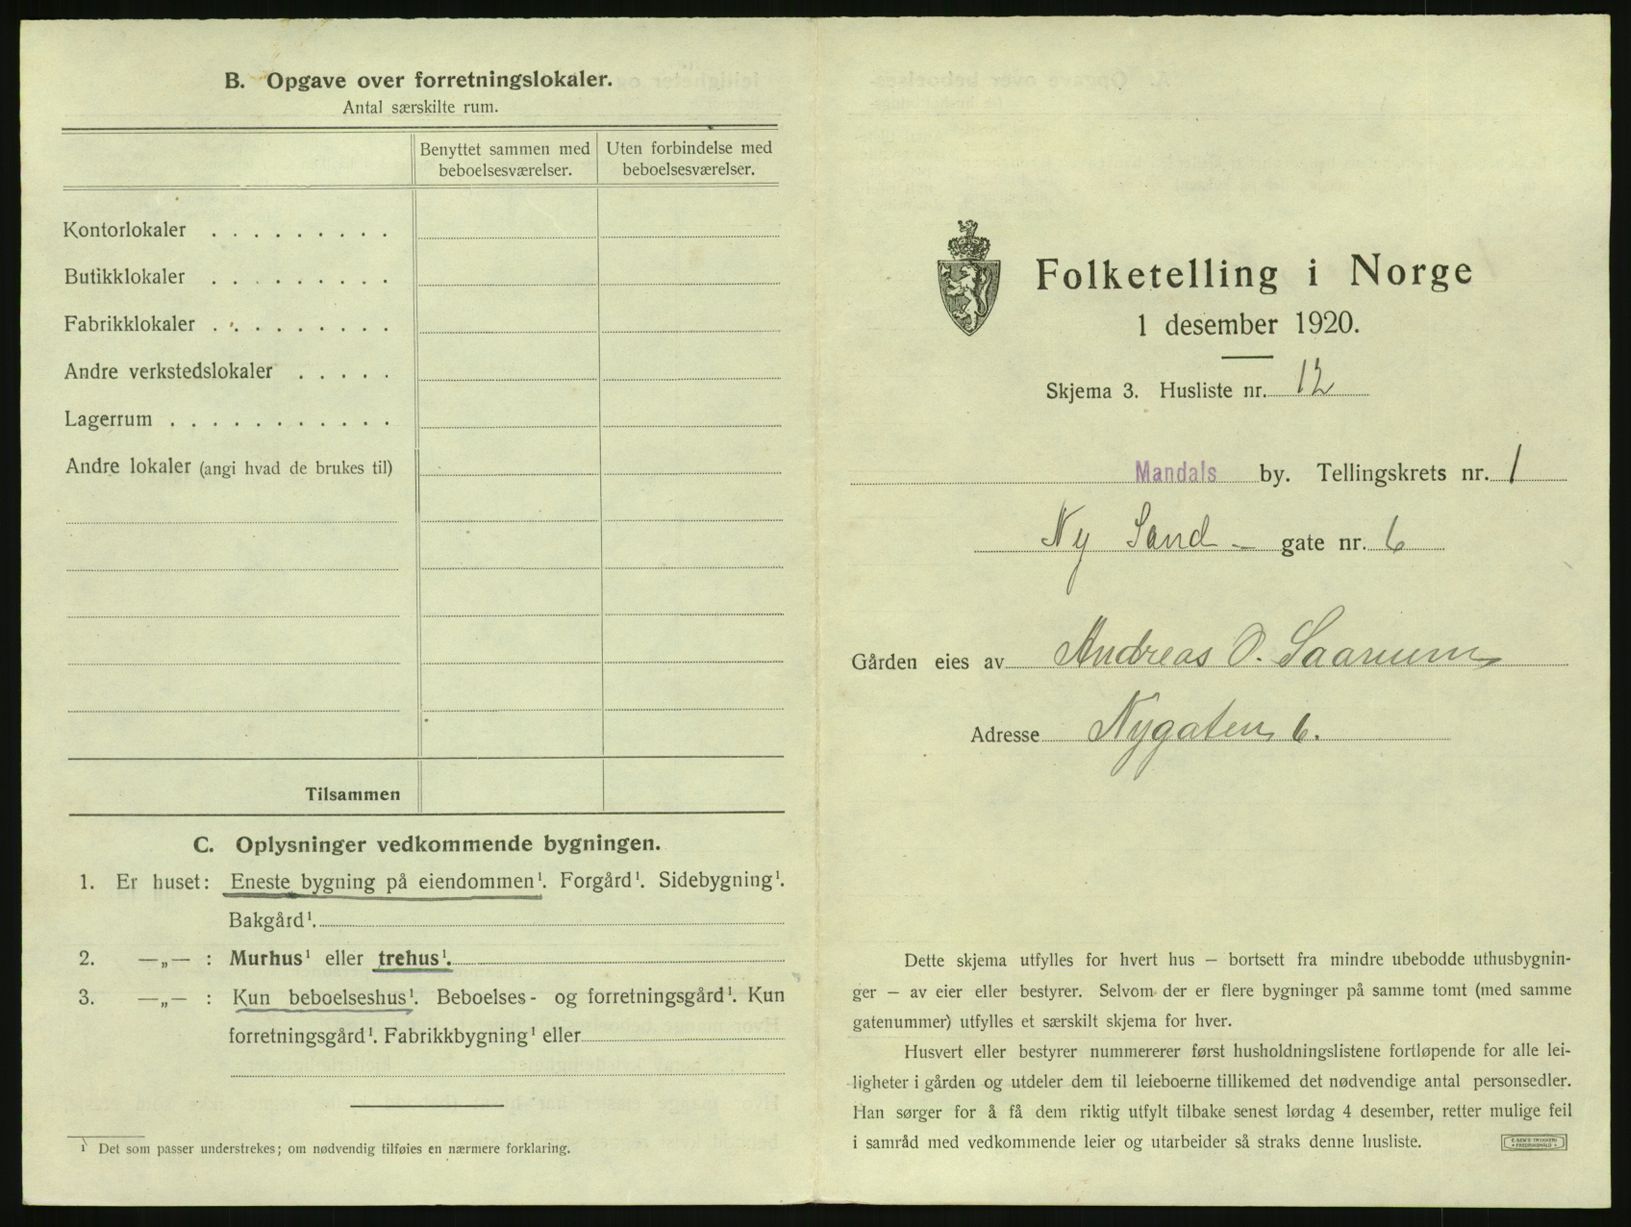 B. Opgave over forretningslokaler.
Antal særskilte rum.
Benyttet sammen med beboelsesværelser.
Uten forbindelse med beboelsesværelser.
Kontorlokaler . . . . . . . . .
Butikklokaler . . . . . . . . .
Fabrikklokaler . . . . . . . . .
Andre verkstedslokaler . . . . .
Lagerrum . . . . . . . . . . .
Andre lokaler (angi hvad de brukes til)
Tilsammen
C. Oplysninger vedkommende bygningen.
1. Er huset: Eneste bygning på eiendommen¹. Forgård¹. Sidebygning¹.
Bakgård¹.
2. —„— : Murhus¹ eller trehus¹.
3. —„— : Kun beboelseshus¹. Beboelses- og forretningsgård¹. Kun
forretningsgård¹. Fabrikkbygning¹ eller
¹ Det som passer understrekes; om nødvendig tilføies en nærmere forklaring.
Folketelling i Norge
1 desember 1920.
Skjema 3. Husliste nr. 12
Mandals by. Tellingskrets nr. 1
Ny Sand - gate nr. 6
Gården eies av Andreas O. Saanum
Adresse Nygaten 6.
Dette skjema utfylles for hvert hus — bortsett fra mindre ubebodde uthusbygnin-
ger — av eier eller bestyrer. Selvom der er flere bygninger på samme tomt (med samme
gatenummer) utfylles et særskilt skjema for hver.
Husvert eller bestyrer nummererer først husholdningslistene fortløpende for alle lei-
ligheter i gården og utdeler dem til leieboerne tillikemed det nødvendige antal personsedler.
Han sørger for å få dem riktig utfylt tilbake senest lørdag 4 desember, retter mulige feil
i samråd med vedkommende leier og utarbeider så straks denne husliste.